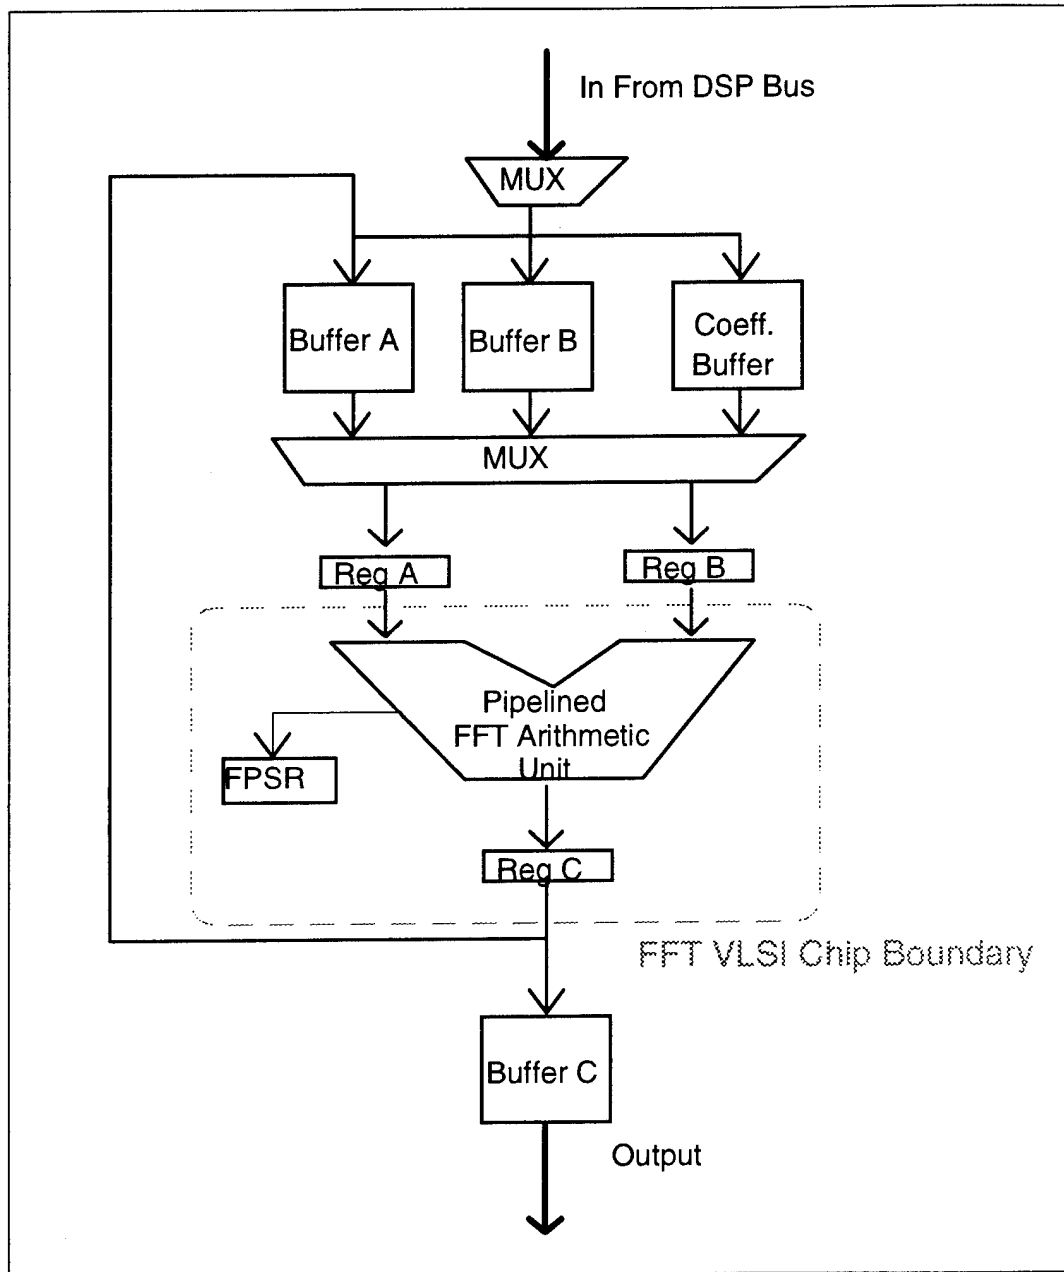 In From DSP Bus
MUX
Buffer A
Buffer B
Coeff.
Buffer
MUX
Reg A
Reg B
Pipelined
FFT Arithmetic
Unit
FPSR
Reg C
FFT VLSI Chip Boundary
Buffer C
Output